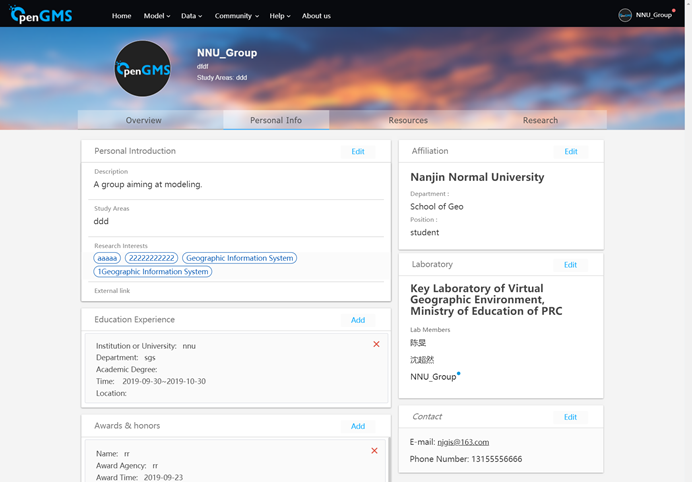 OpenGMS
Home Model Data Community Help About us
NNU_Group
NNU_Group
dfdf
Study Areas: ddd
OpenGMS
Overview Personal Info Resources Research
Personal Introduction Edit
Description
A group aiming at modeling.
Study Areas
ddd
Research Interests
aaaaa 22222222222 Geographic Information System
1Geographic Information System
External link
Education Experience Add
Institution or University: nnu
Department: sgs
Academic Degree:
Time: 2019-09-30~2019-10-30
Location:
Awards & honors Add
Name: rr
Award Agency: rr
Award Time: 2019-09-23
Affiliation Edit
Nanjin Normal University
Department :
School of Geo
Position :
student
Laboratory Edit
Key Laboratory of Virtual
Geographic Environment,
Ministry of Education of PRC
Lab Members
陈旻
沈超然
NNU_Group
Contact Edit
E-mail: njgis@163.com
Phone Number: 13155556666